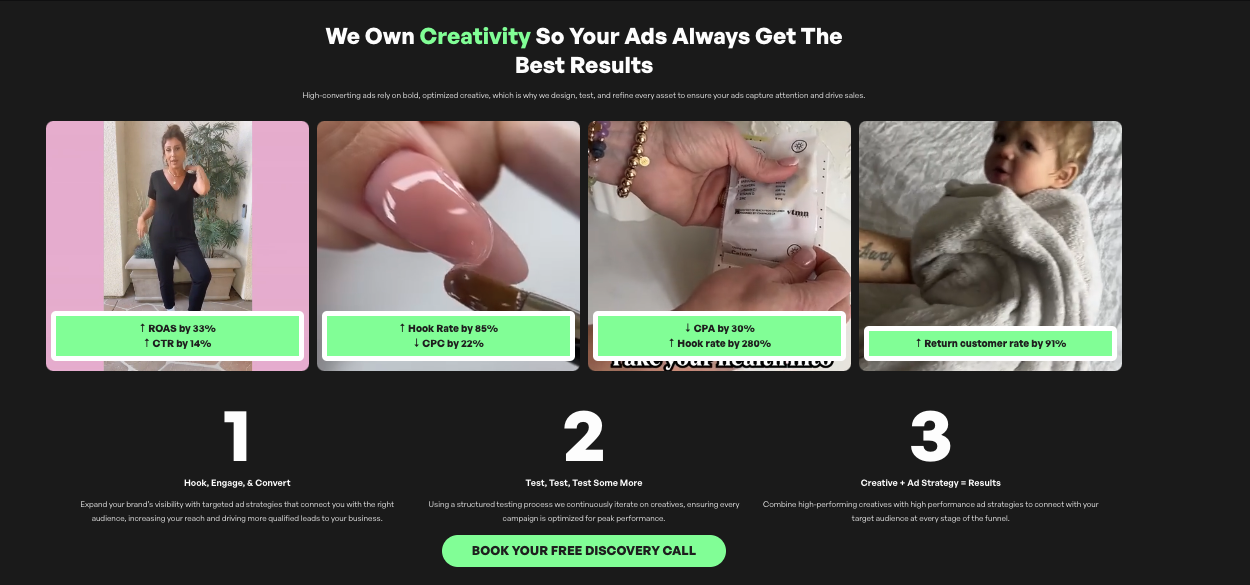 We Own Creativity So Your Ads Always Get The
Best Results
High-converting ads rely on bold, optimized creative, which is why we design, test, and refine every asset to ensure your ads capture attention and drive sales.
↑ ROAS by 33%
↑ CTR by 14%
↑ Hook Rate by 85%
↓ CPC by 22%
vtmn
↓ CPA by 30%
↑ Hook rate by 280%
Take your health into
Away
↑ Return customer rate by 91%
1
Hook, Engage, & Convert
Expand your brand's visibility with targeted ad strategies that connect you with the right
audience, increasing your reach and driving more qualified leads to your business.
2
Test, Test, Test Some More
Using a structured testing process we continuously iterate on creatives, ensuring every
campaign is optimized for peak performance.
3
Creative + Ad Strategy = Results
Combine high-performing creatives with high performance ad strategies to connect with your
target audience at every stage of the funnel.
BOOK YOUR FREE DISCOVERY CALL